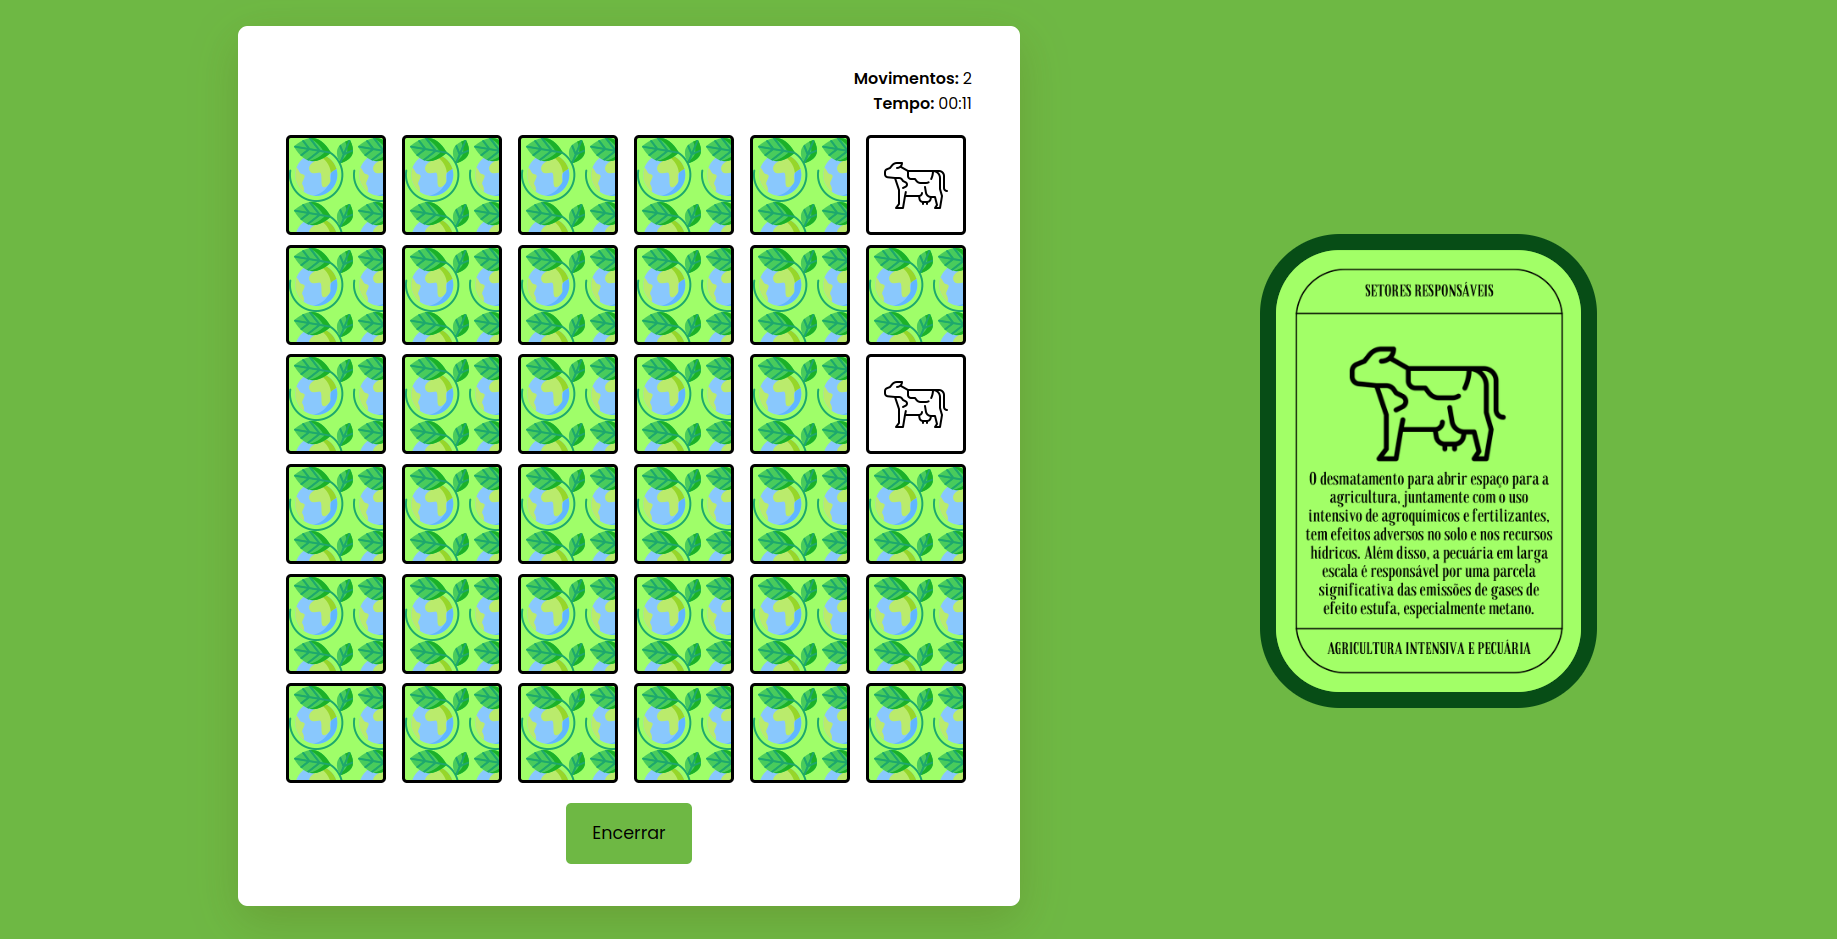 Movimentos: 2
Tempo: 00:11
Encerrar
SETORES RESPONSÁVEIS
O desmatamento para abrir espaço para a
agricultura, juntamente com o uso
intensivo de agroquímicos e fertilizantes,
tem efeitos adversos no solo e nos recursos
hídricos. Além disso, a pecuária em larga
escala é responsável por uma parcela
significativa das emissões de gases de
efeito estufa, especialmente metano.
AGRICULTURA INTENSIVA E PECUÁRIA